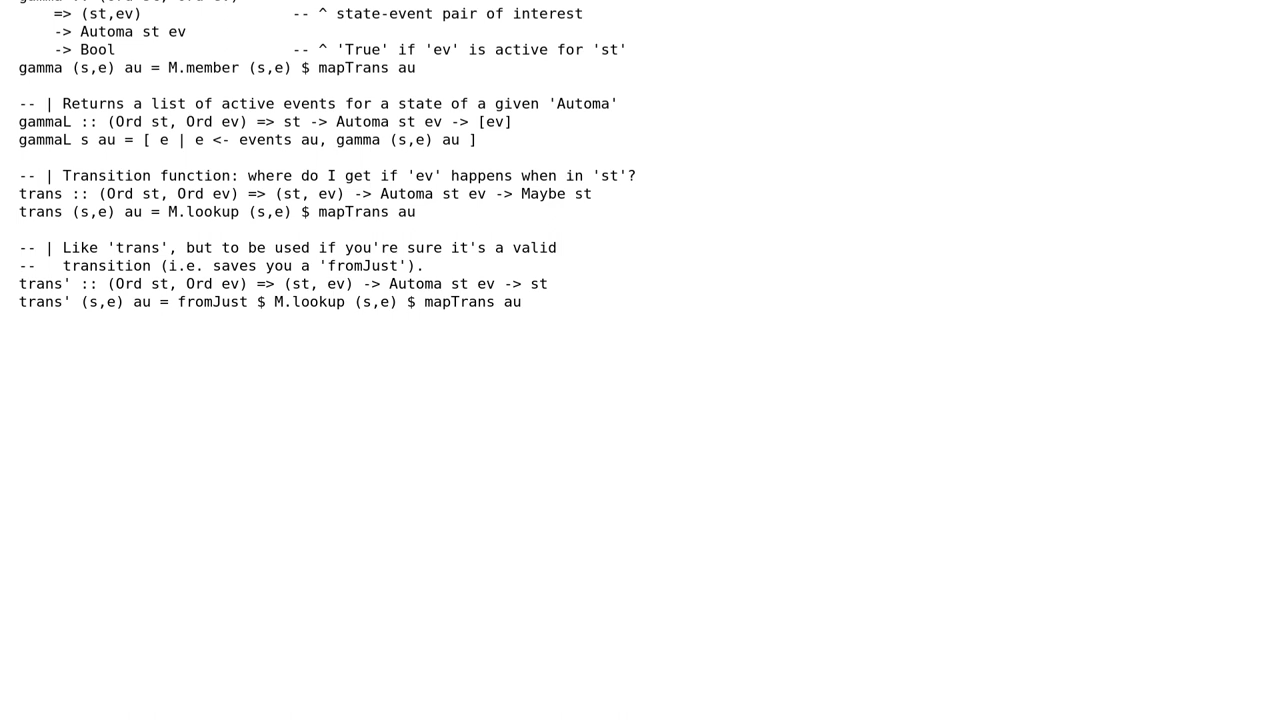 => (st,ev)                 -- ^ state-event pair of interest
    -> Automa st ev
    -> Bool                    -- ^ 'True' if 'ev' is active for 'st'
gamma (s,e) au = M.member (s,e) $ mapTrans au

-- | Returns a list of active events for a state of a given 'Automa'
gammaL :: (Ord st, Ord ev) => st -> Automa st ev -> [ev]
gammaL s au = [ e | e <- events au, gamma (s,e) au ]

-- | Transition function: where do I get if 'ev' happens when in 'st'?
trans :: (Ord st, Ord ev) => (st, ev) -> Automa st ev -> Maybe st
trans (s,e) au = M.lookup (s,e) $ mapTrans au

-- | Like 'trans', but to be used if you're sure it's a valid
--   transition (i.e. saves you a 'fromJust').
trans' :: (Ord st, Ord ev) => (st, ev) -> Automa st ev -> st
trans' (s,e) au = fromJust $ M.lookup (s,e) $ mapTrans au